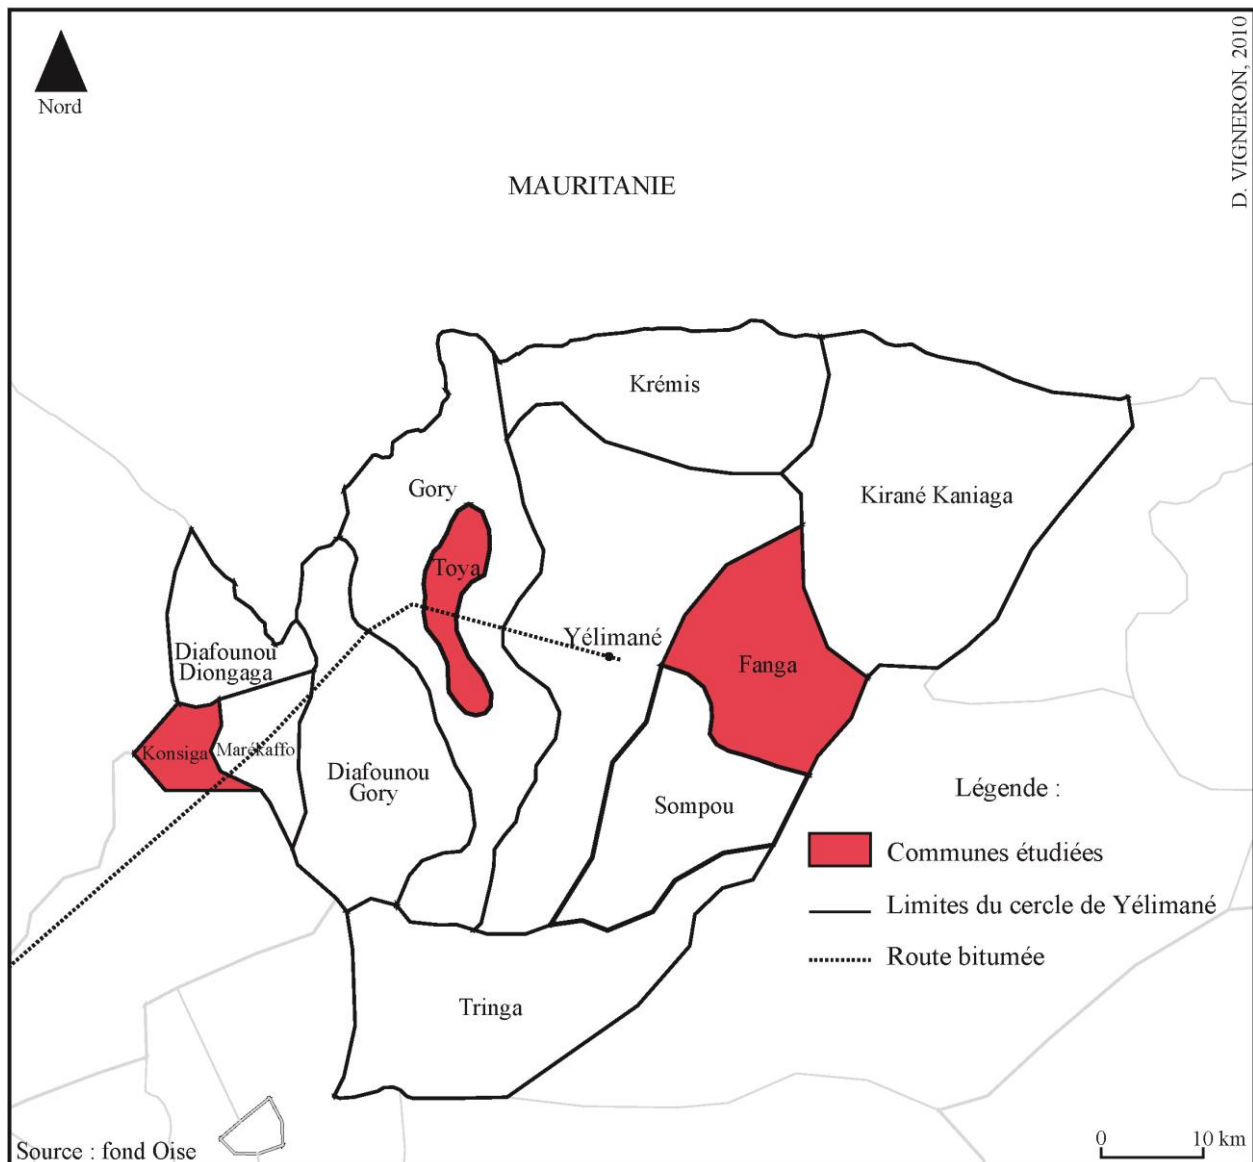 D. VIGNERON, 2010
Nord
MAURITANIE
Krémis
Kirané Kaniaga
Gory
Toya
Yélimané
Fanga
Diafounou
Diongaga
Konsiga
Marékaffo
Diafounou
Gory
Sompou
Tringa
Légende :
Communes étudiées
Limites du cercle de Yélimané
Route bitumée
Source : fond Oise
0 10 km